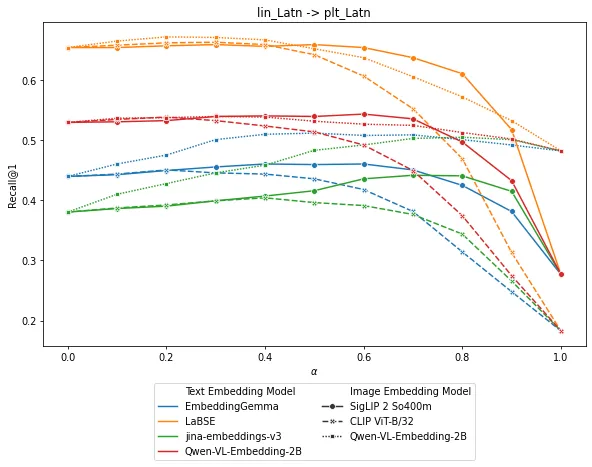 lin_Latn -> plt_Latn
Recall@1
0.6
0.5
0.4
0.3
0.2
0.0 0.2 0.4 0.6 0.8 1.0
α
Text Embedding Model Image Embedding Model
EmbeddingGemma SigLIP 2 So400m
LaBSE CLIP ViT-B/32
jina-embeddings-v3 Qwen-VL-Embedding-2B
Qwen-VL-Embedding-2B